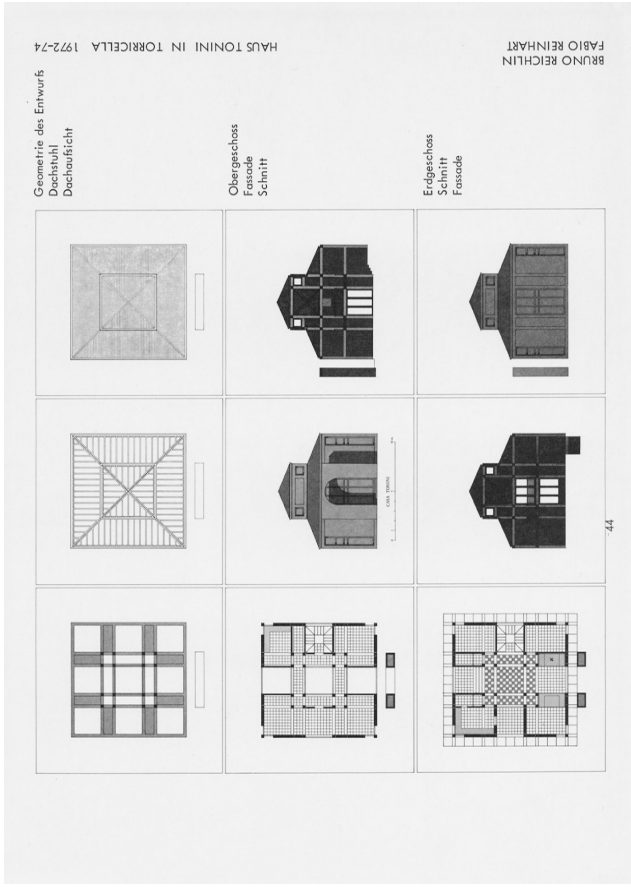 BRUNO REICHLIN
FABIO REINHART
HAUS TONINI IN TORRICELLA 1972-74
Geometrie des Entwurfs
Dachstuhl
Dachaufsicht
Obergeschoss
Fassade
Schnitt
Erdgeschoss
Schnitt
Fassade
CASA TONINI
44